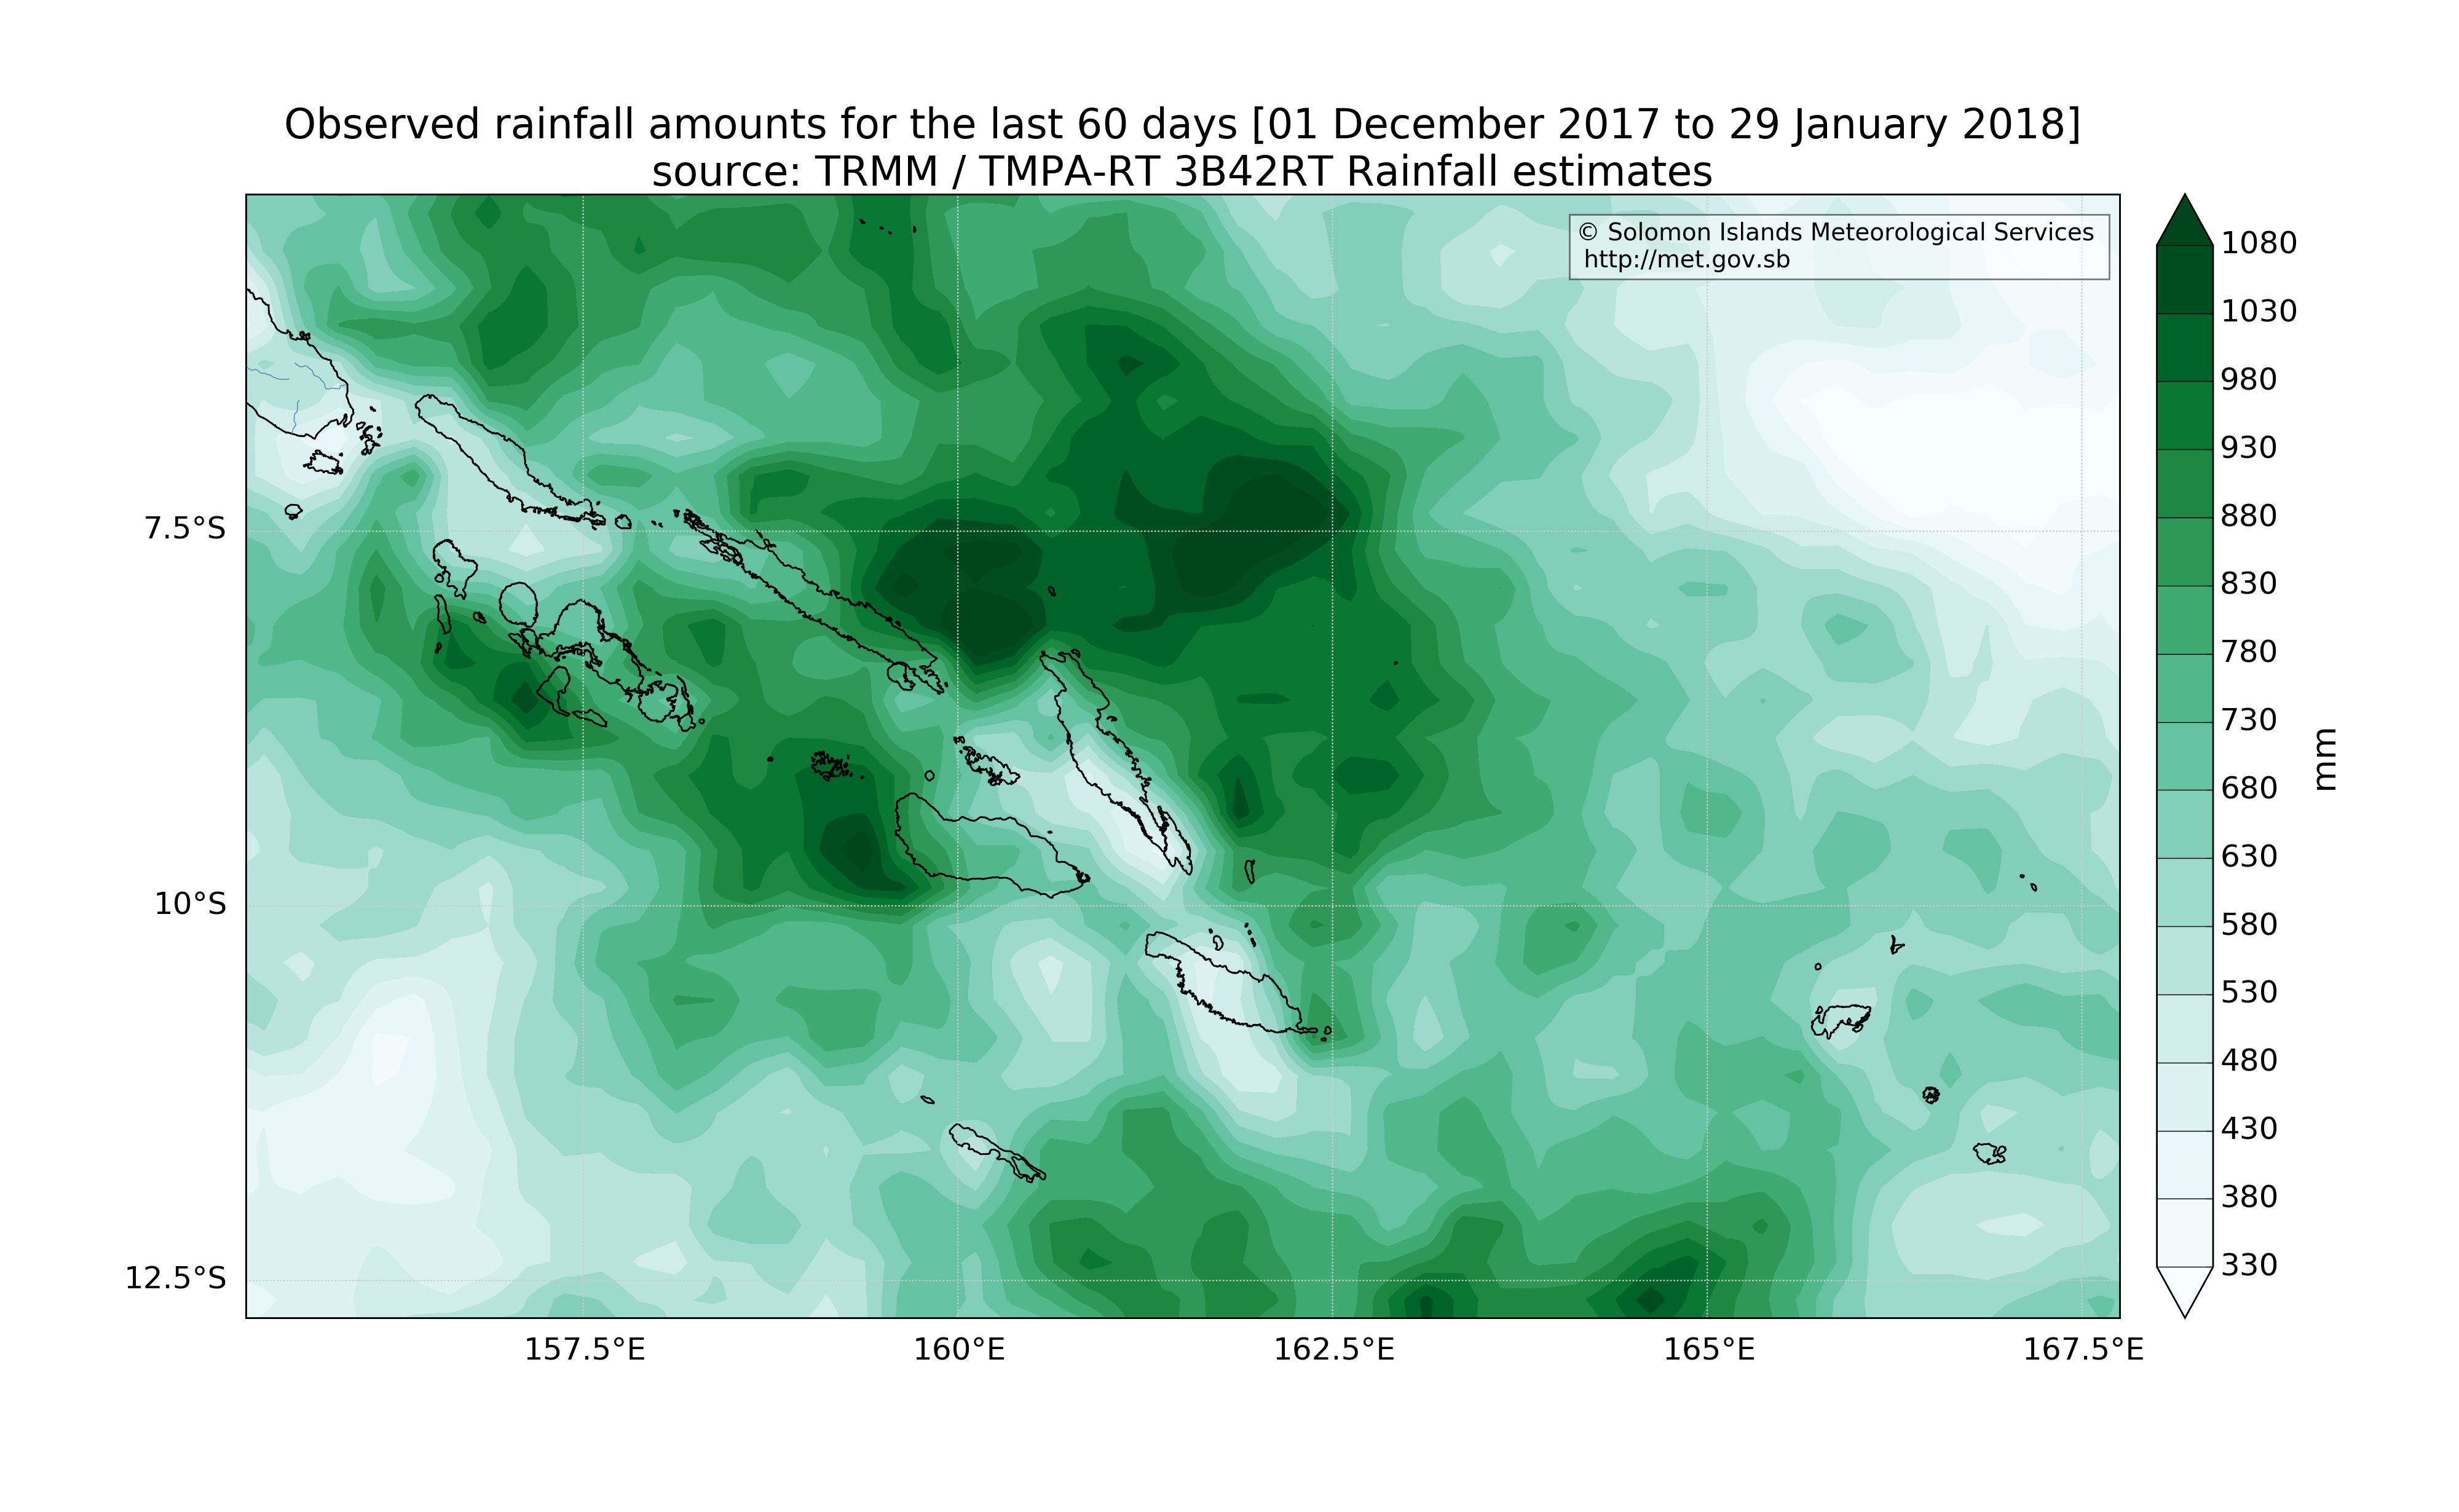 Observed rainfall amounts for the last 60 days [01 December 2017 to 29 January 2018]
source: TRMM / TMPA-RT 3B42RT Rainfall estimates
© Solomon Islands Meteorological Services
http://met.gov.sb
7.5°S
10°S
12.5°S
157.5°E
160°E
162.5°E
165°E
167.5°E
1080
1030
980
930
880
830
780
730
680
630
580
530
480
430
380
330
mm